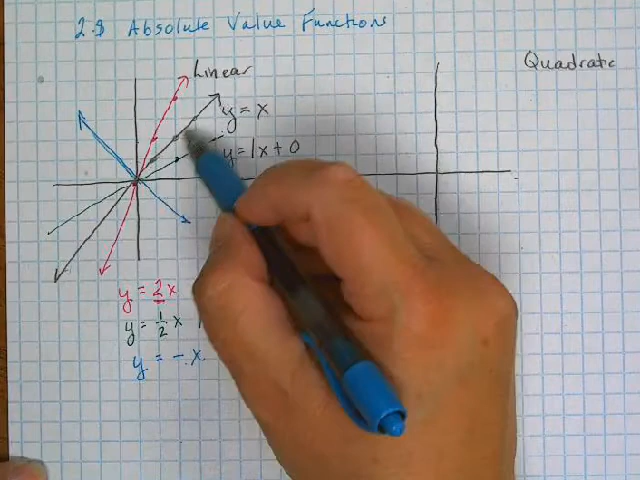 2.8 Absolute Value Functions
Linear
Quadratic
y = x
y = 1x + 0
y = 2x
y = 1/2 x
y = -x